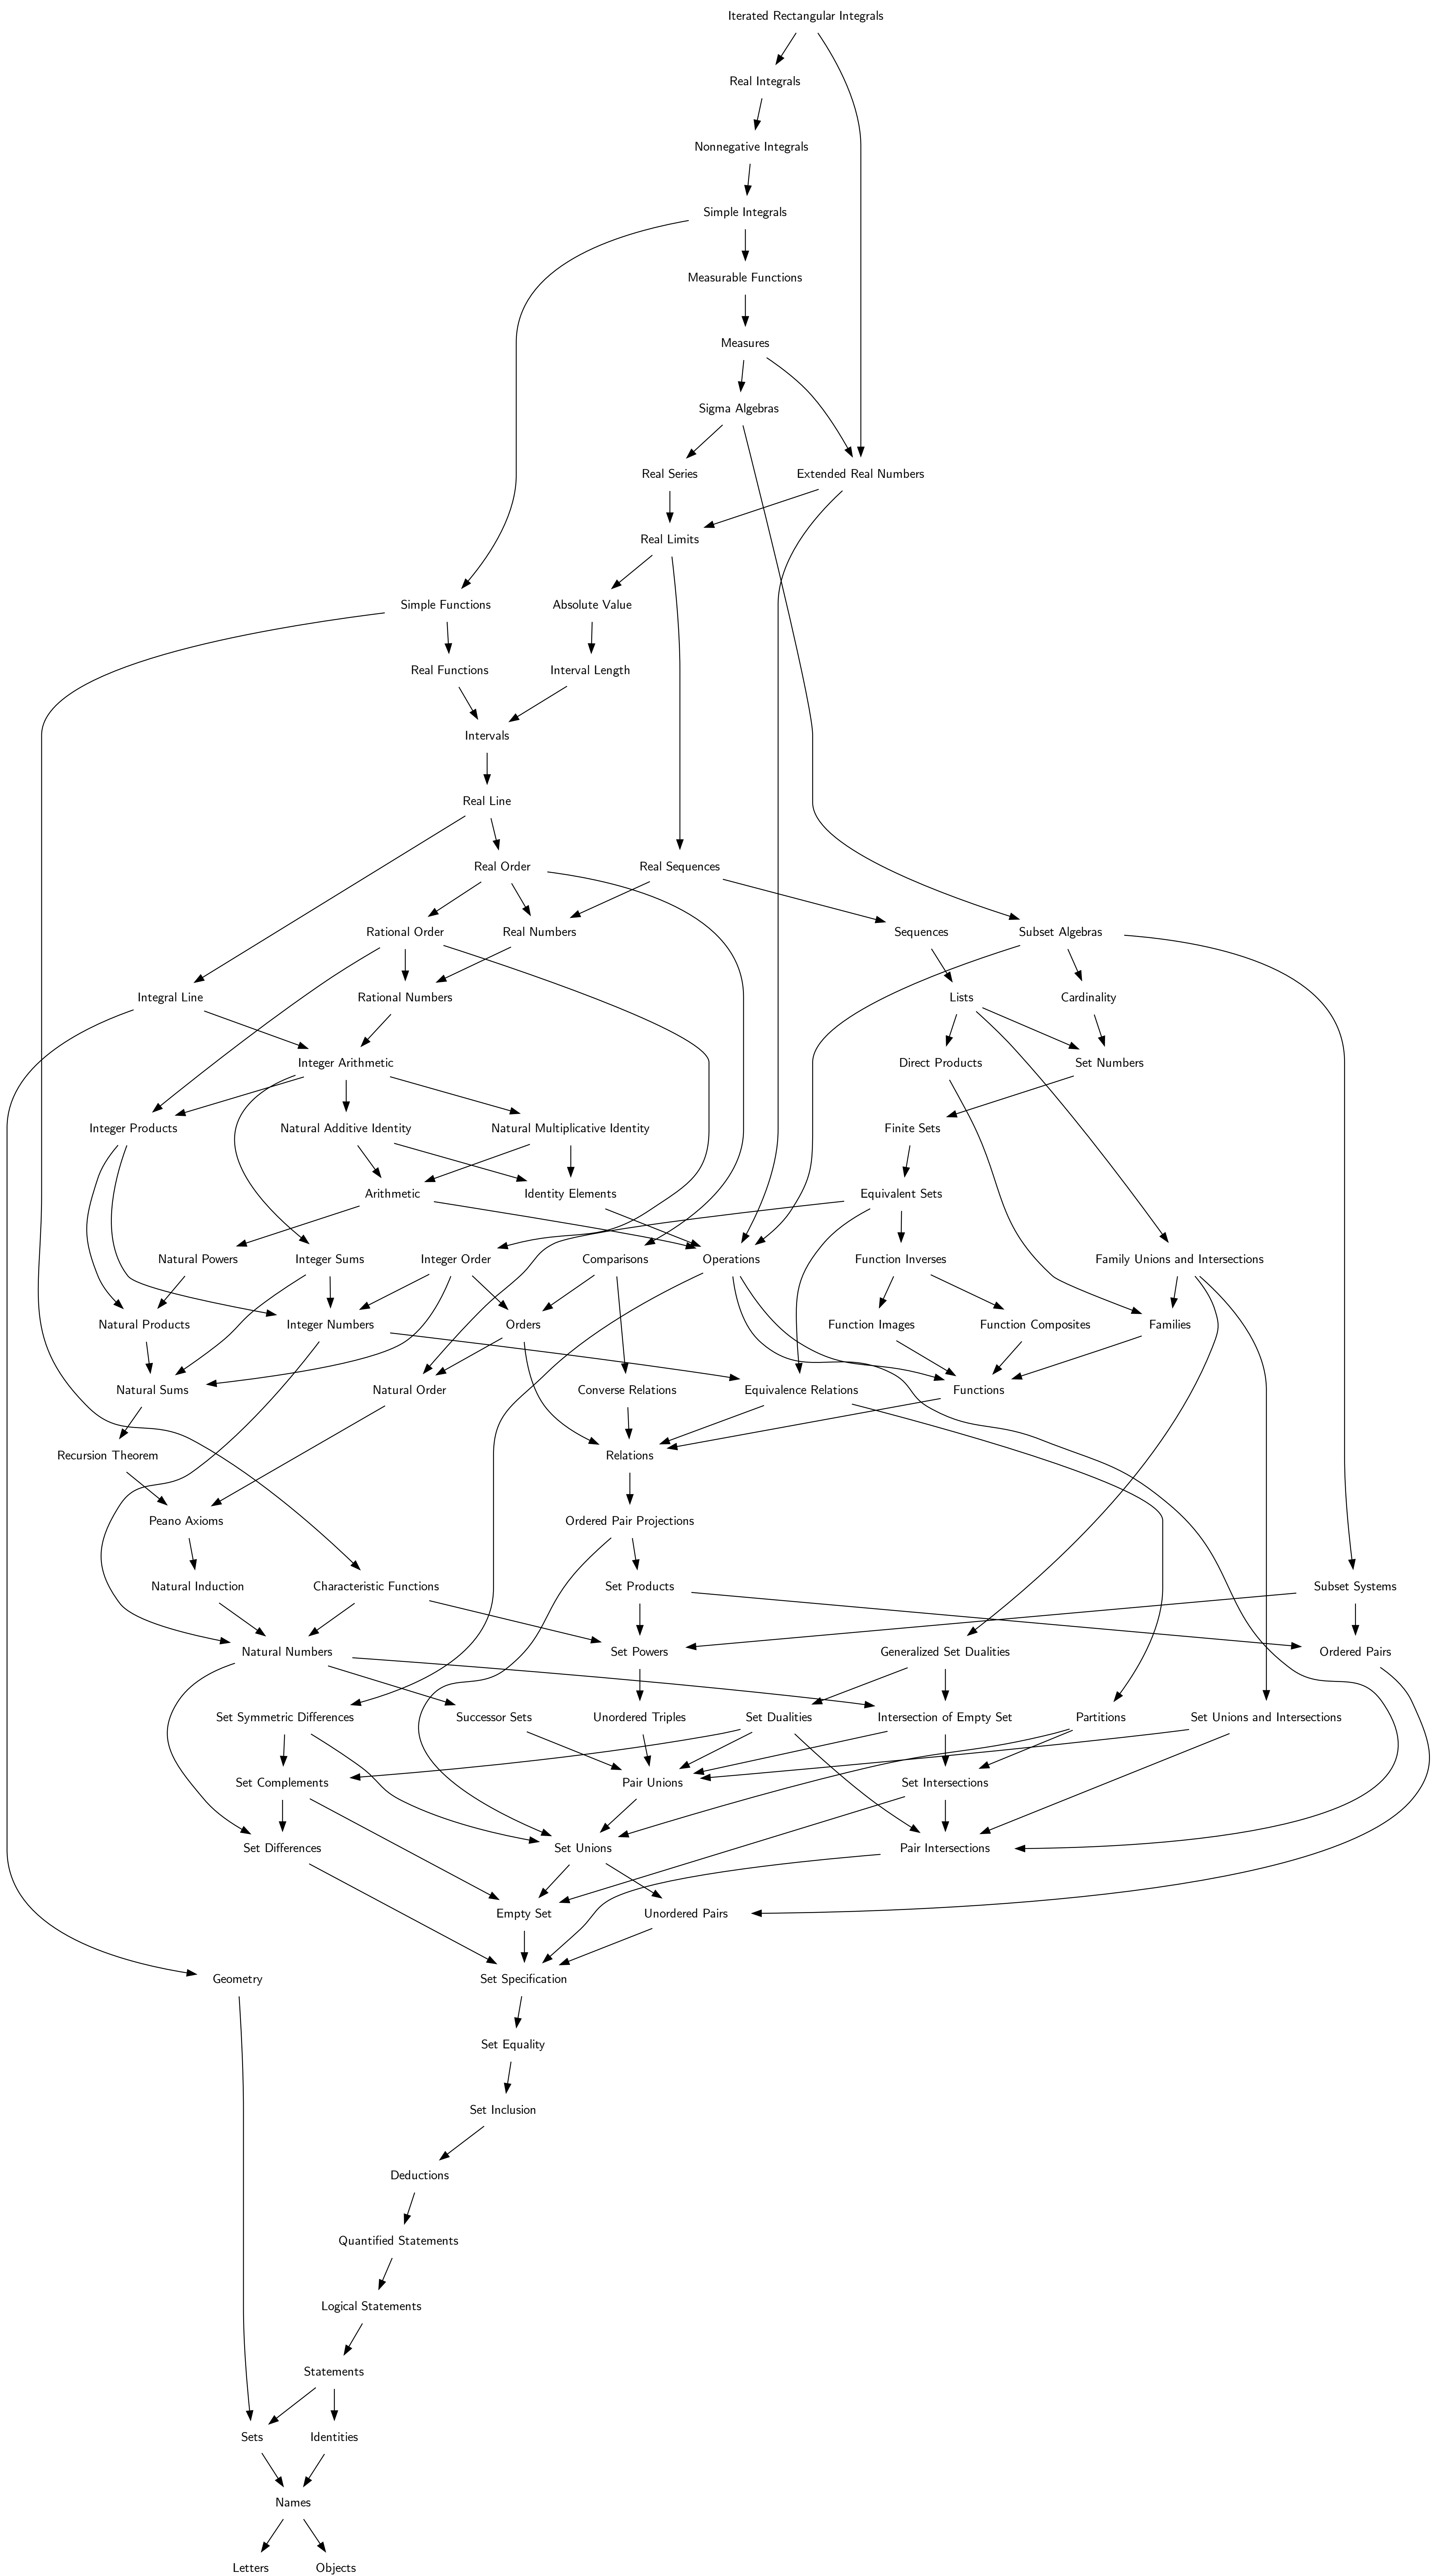 Iterated Rectangular Integrals
Real Integrals
Nonnegative Integrals
Simple Integrals
Measurable Functions
Measures
Sigma Algebras
Real Series
Extended Real Numbers
Real Limits
Simple Functions
Absolute Value
Real Functions
Interval Length
Intervals
Real Line
Real Order
Real Sequences
Rational Order
Real Numbers
Sequences
Subset Algebras
Integral Line
Rational Numbers
Lists
Cardinality
Integer Arithmetic
Direct Products
Set Numbers
Integer Products
Natural Additive Identity
Natural Multiplicative Identity
Finite Sets
Arithmetic
Identity Elements
Equivalent Sets
Natural Powers
Integer Sums
Integer Order
Comparisons
Operations
Function Inverses
Family Unions and Intersections
Natural Products
Integer Numbers
Orders
Function Images
Function Composites
Families
Natural Sums
Natural Order
Converse Relations
Equivalence Relations
Functions
Recursion Theorem
Relations
Peano Axioms
Ordered Pair Projections
Natural Induction
Characteristic Functions
Set Products
Subset Systems
Natural Numbers
Set Powers
Generalized Set Dualities
Ordered Pairs
Set Symmetric Differences
Successor Sets
Unordered Triples
Set Dualities
Intersection of Empty Set
Partitions
Set Unions and Intersections
Set Complements
Pair Unions
Set Intersections
Set Differences
Set Unions
Pair Intersections
Empty Set
Unordered Pairs
Geometry
Set Specification
Set Equality
Set Inclusion
Deductions
Quantified Statements
Logical Statements
Statements
Sets
Identities
Names
Letters
Objects